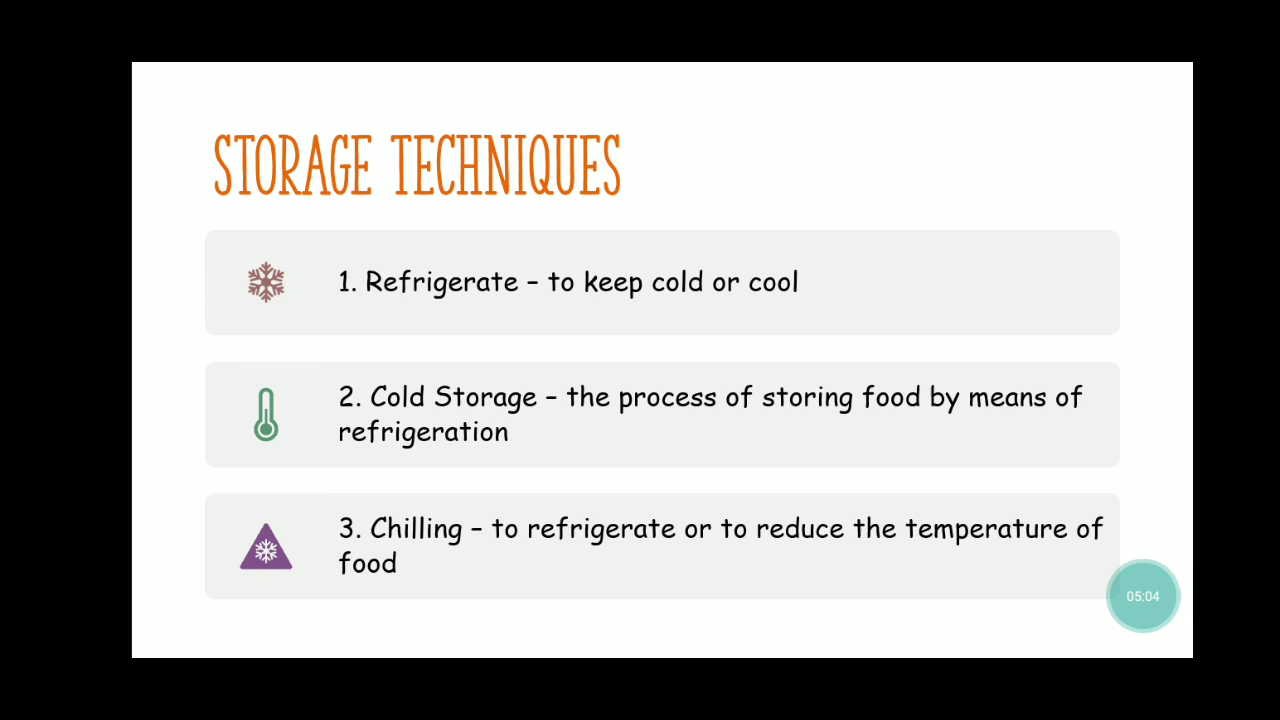 STORAGE TECHNIQUES
1. Refrigerate – to keep cold or cool
2. Cold Storage – the process of storing food by means of
refrigeration
3. Chilling – to refrigerate or to reduce the temperature of
food
05:04